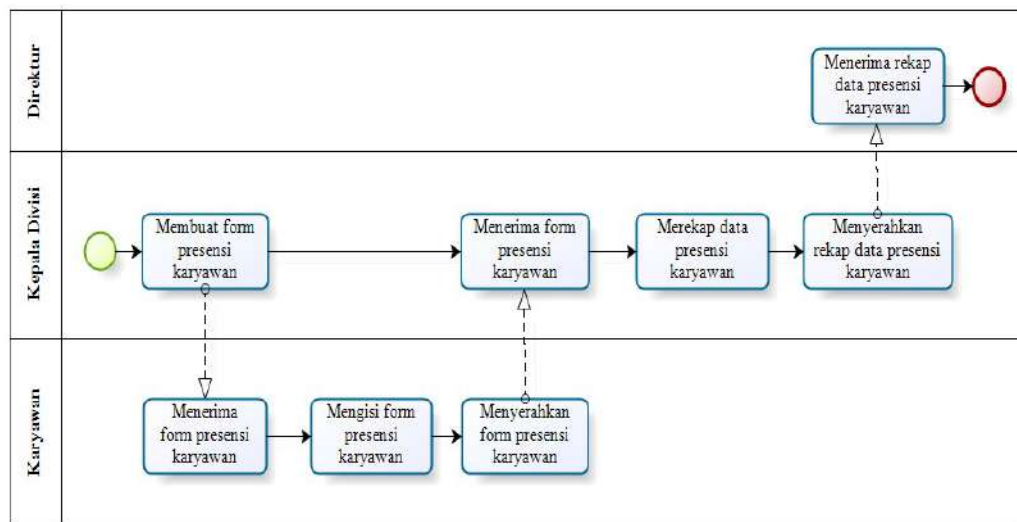 Direktur
Menerima rekap
data presensi
karyawan
Kepala Divisi
Membuat form
presensi
karyawan
Menerima form
presensi
karyawan
Merekap data
presensi
karyawan
Menyerahkan
rekap data presensi
karyawan
Karyawan
Menerima
form presensi
karyawan
Mengisi form
presensi
karyawan
Menyerahkan
form presensi
karyawan